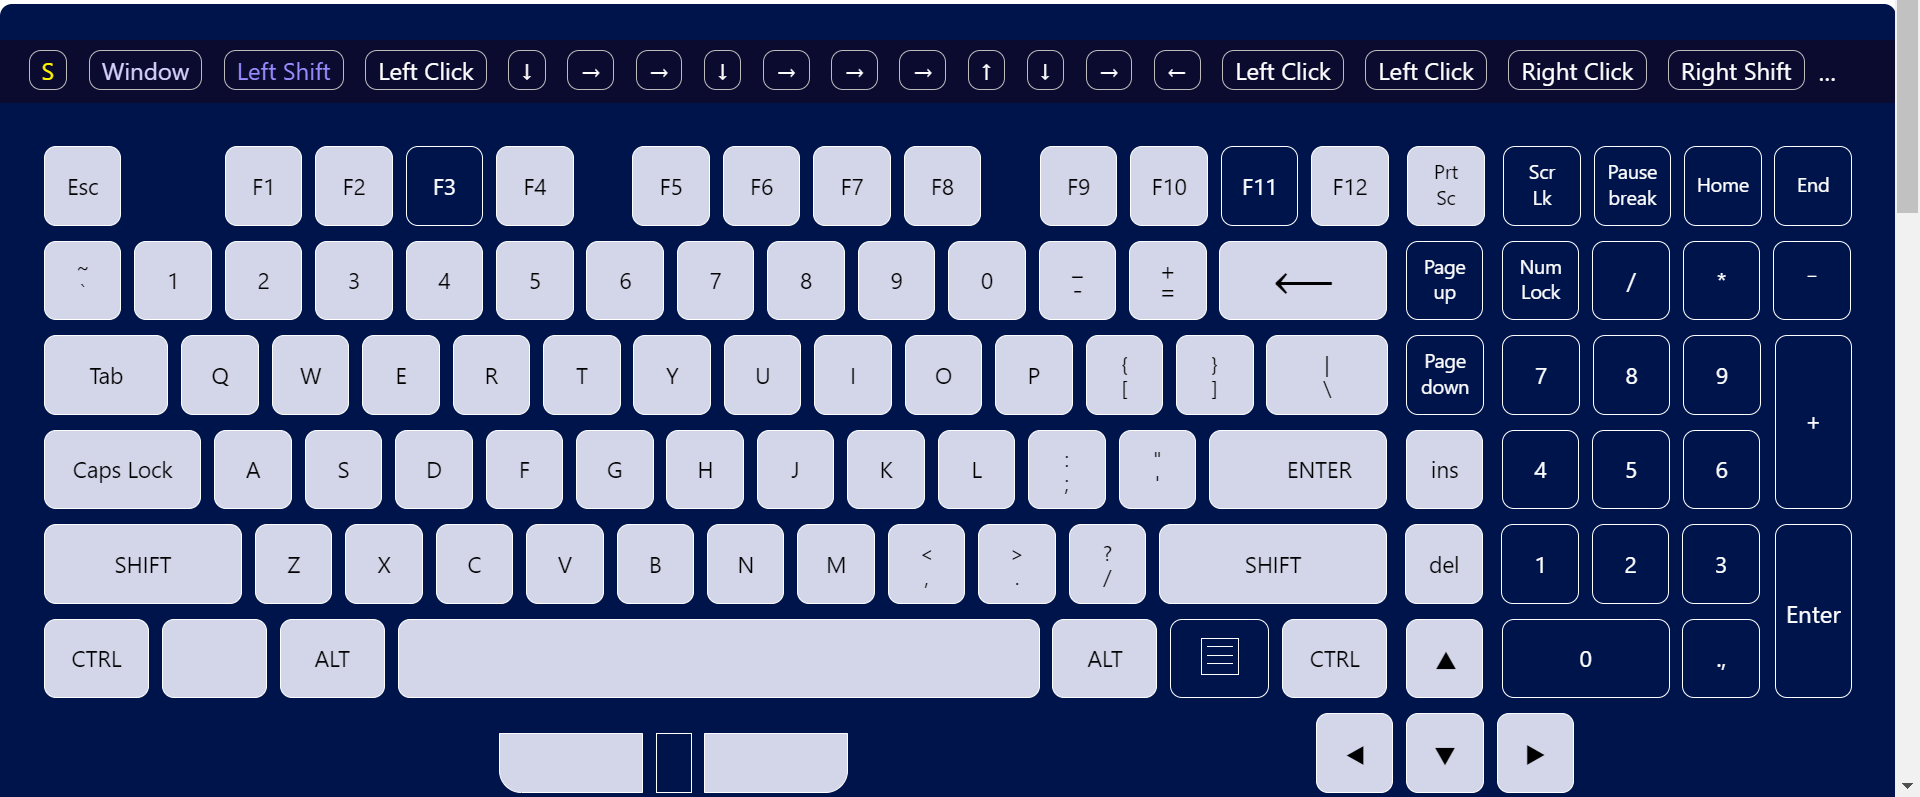 S Window Left Shift Left Click ↓ → → ↓ → → → ↑ ↓ → ← Left Click Left Click Right Click Right Shift ...
Esc F1 F2 F3 F4 F5 F6 F7 F8 F9 F10 F11 F12 Prt Sc Scr Lk Pause break Home End
~ ` 1 2 3 4 5 6 7 8 9 0 _ - + = ← Page up Num Lock / * -
Tab Q W E R T Y U I O P { [ } ] | \ Page down 7 8 9 +
Caps Lock A S D F G H J K L : ; " ' ENTER ins 4 5 6
SHIFT Z X C V B N M < , > . ? / SHIFT del 1 2 3 Enter
CTRL ALT ALT CTRL ▲ 0 .,
◀ ▼ ▶